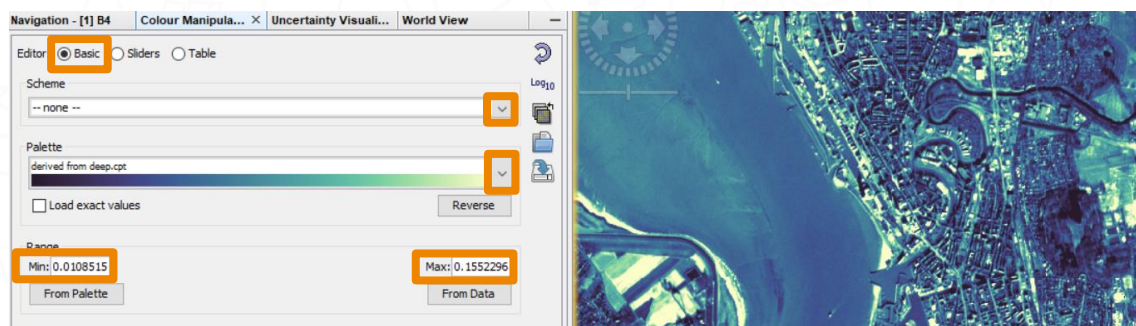 Navigation - [1] B4 Colour Manipula... × Uncertainty Visuali... World View
Editor: Basic Sliders Table
Scheme
Log10
-- none --
Palette
derived from deep.cpt
Load exact values Reverse
Range
Min: 0.0108515 Max: 0.1552296
From Palette From Data